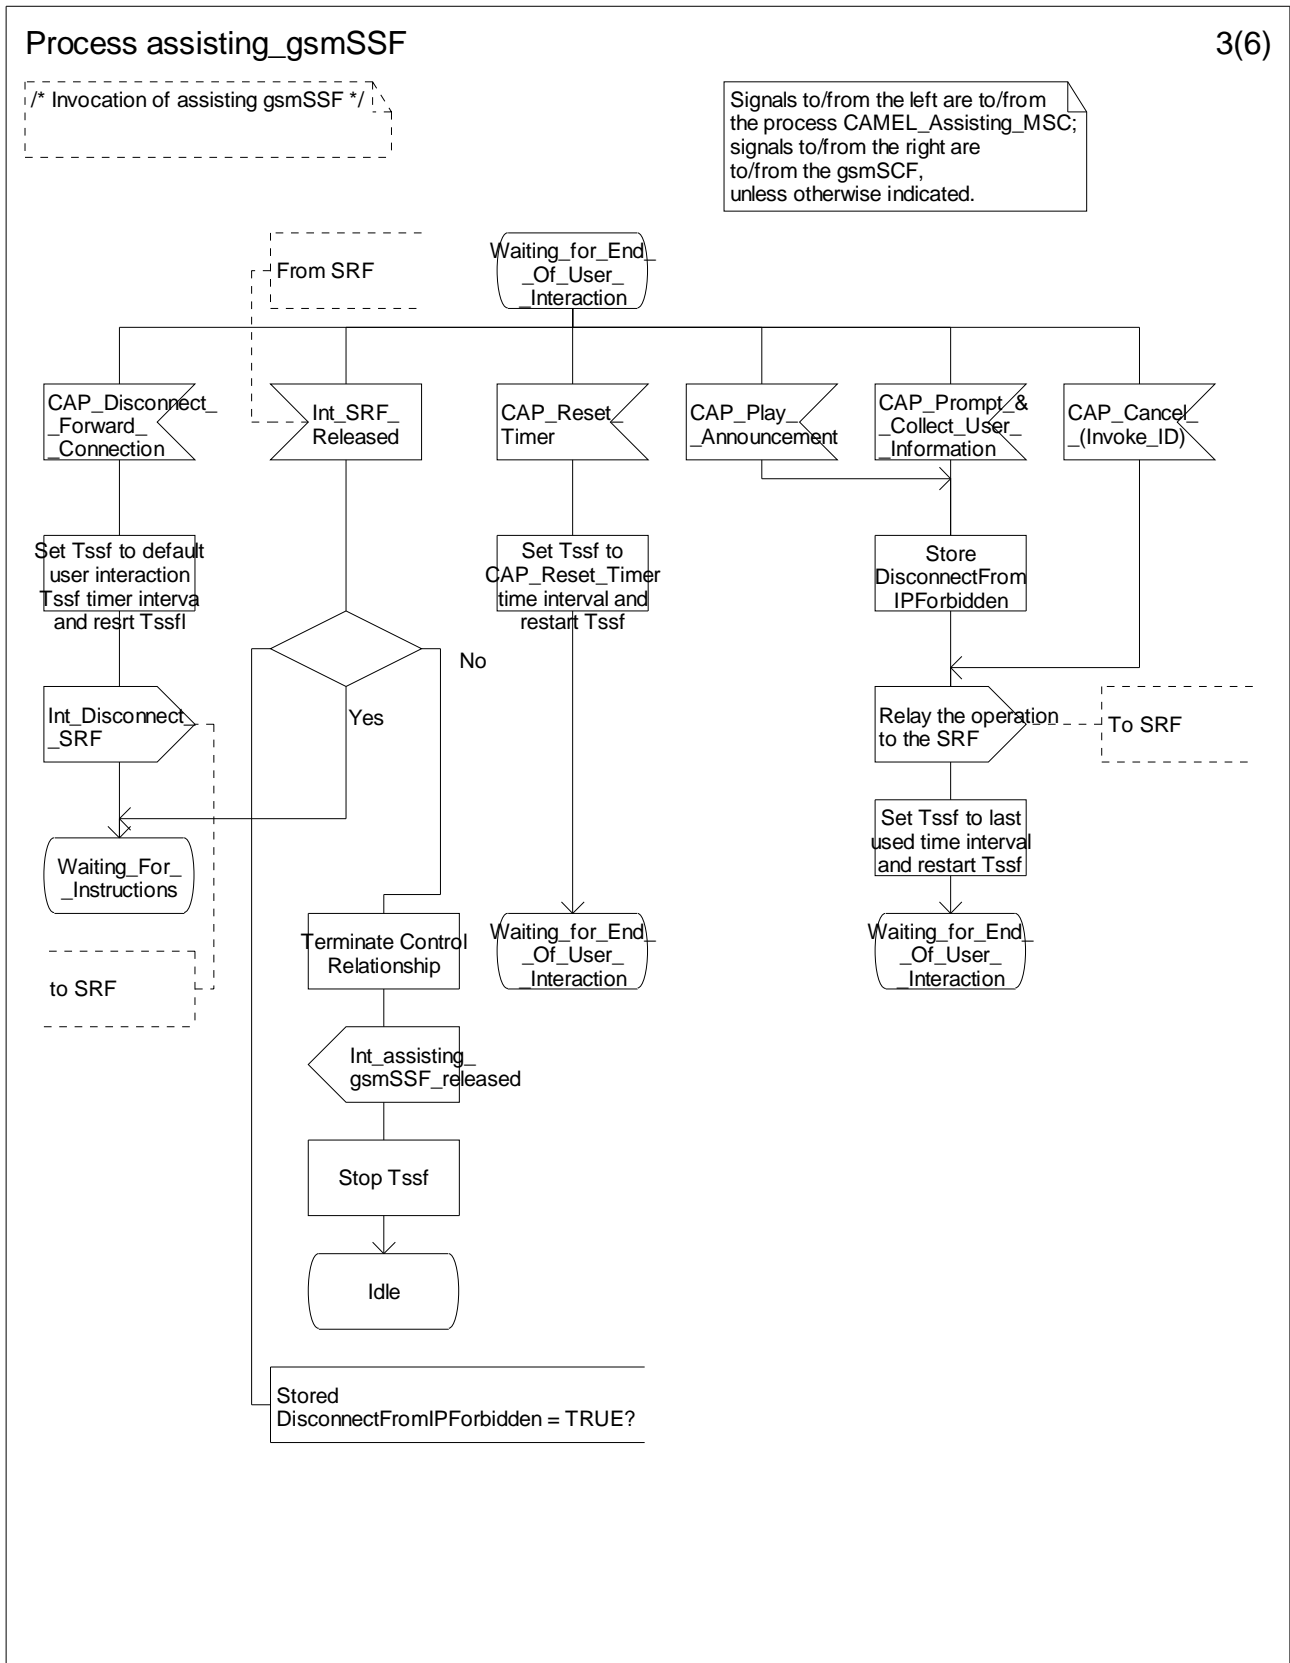 Process assisting_gsmSSF
3(6)
/* Invocation of assisting gsmSSF */
Signals to/from the left are to/from
the process CAMEL_Assisting_MSC;
signals to/from the right are
to/from the gsmSCF,
unless otherwise indicated.
From SRF
Waiting_for_End_
_Of_User_
_Interaction
CAP_Disconnect_
_Forward_
_Connection
Int_SRF_
Released
CAP_Reset_
Timer
CAP_Play_
_Announcement
CAP_Prompt_&
_Collect_User_
_Information
CAP_Cancel_
_(Invoke_ID)
Set Tssf to default
user interaction
Tssf timer interva
and resrt Tssfl
Set Tssf to
CAP_Reset_Timer
time interval and
restart Tssf
Store
DisconnectFrom
IPForbidden
No
Yes
Int_Disconnect_
_SRF
Relay the operation
to the SRF
To SRF
Set Tssf to last
used time interval
and restart Tssf
Waiting_For_
_Instructions
Terminate Control
Relationship
Waiting_for_End_
_Of_User_
_Interaction
Waiting_for_End_
_Of_User_
_Interaction
to SRF
Int_assisting_
gsmSSF_released
Stop Tssf
Idle
Stored
DisconnectFromIPForbidden = TRUE?